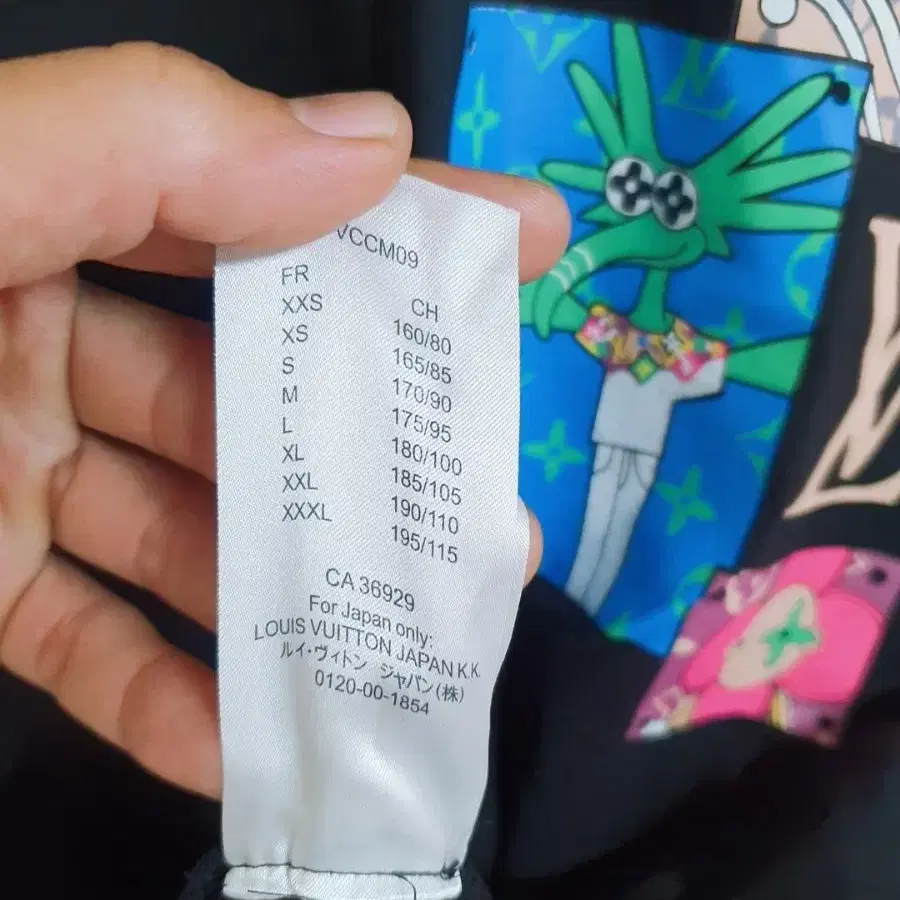 VCCM09
FR CH
XXS 160/80
XS 165/85
S 170/90
M 175/95
L 180/100
XL 185/105
XXL 190/110
XXXL 195/115
CA 36929
For Japan only:
LOUIS VUITTON JAPAN K.K.
ルイ・ヴィトン ジャパン(株)
0120-00-1854
LV